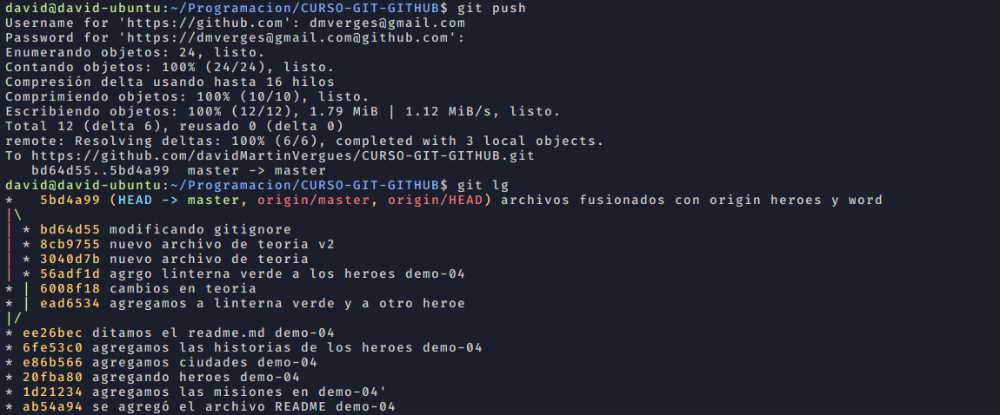 david@david-ubuntu:~/Programacion/CURSO-GIT-GITHUB$ git push
Username for 'https://github.com': dmverges@gmail.com
Password for 'https://dmverges@gmail.com@github.com':
Enumerando objetos: 24, listo.
Contando objetos: 100% (24/24), listo.
Compresión delta usando hasta 16 hilos
Comprimiendo objetos: 100% (10/10), listo.
Escribiendo objetos: 100% (12/12), 1.79 MiB | 1.12 MiB/s, listo.
Total 12 (delta 6), reusado 0 (delta 0)
remote: Resolving deltas: 100% (6/6), completed with 3 local objects.
To https://github.com/davidMartinVergues/CURSO-GIT-GITHUB.git
   bd64d55..5bd4a99  master -> master
david@david-ubuntu:~/Programacion/CURSO-GIT-GITHUB$ git lg
*   5bd4a99 (HEAD -> master, origin/master, origin/HEAD) archivos fusionados con origin heroes y word
|\
| * bd64d55 modificando gitignore
| * 8cb9755 nuevo archivo de teoria v2
| * 3040d7b nuevo archivo de teoria
| * 56adf1d agrgo linterna verde a los heroes demo-04
* | 6008f18 cambios en teoria
* | ead6534 agregamos a linterna verde y a otro heroe
|/
* ee26bec ditamos el readme.md demo-04
* 6fe53c0 agregamos las historias de los heroes demo-04
* e86b566 agregamos ciudades demo-04
* 20fba80 agregando heroes demo-04
* 1d21234 agregamos las misiones en demo-04'
* ab54a94 se agregó el archivo README demo-04